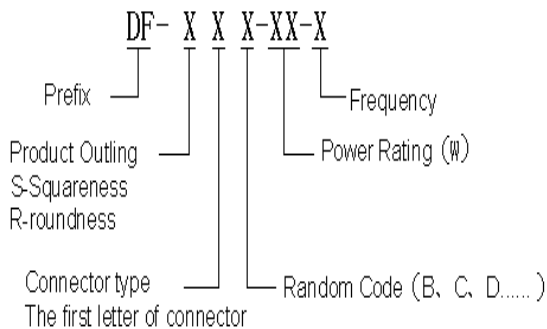 DF- X X X-XX-X
Prefix
Frequency
Product Outling
S-Squareness
R-roundness
Power Rating (W)
Connector type
The first letter of connector
Random Code (B、C、D......)